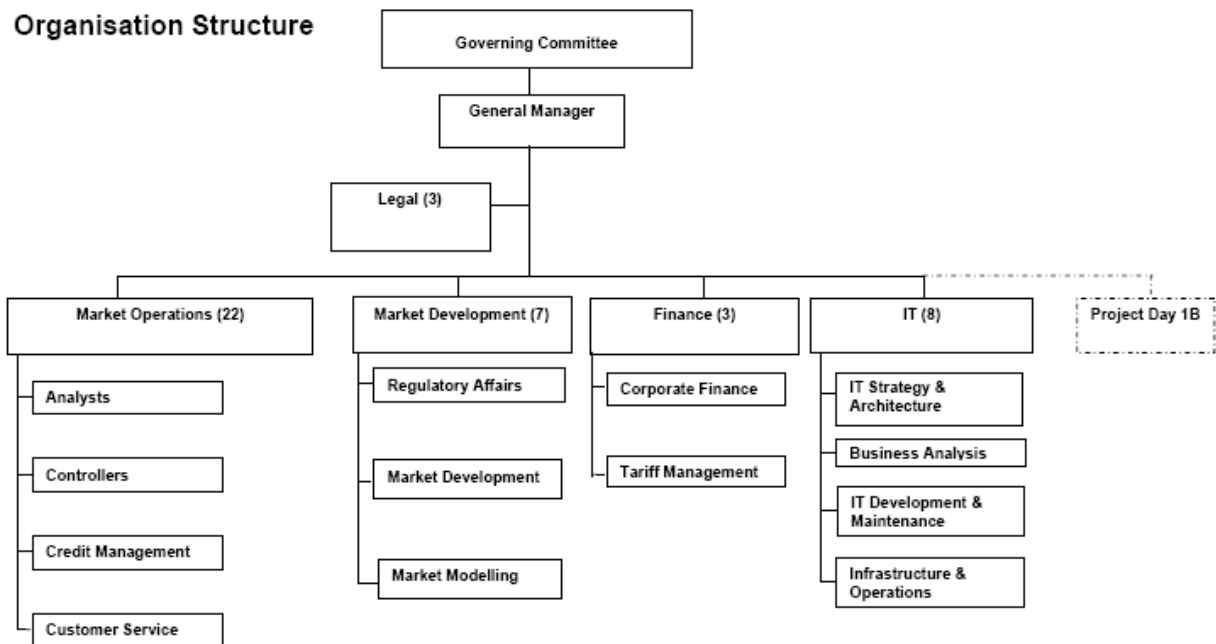 Organisation Structure
Governing Committee
General Manager
Legal (3)
Market Operations (22)
Market Development (7)
Finance (3)
IT (8)
Project Day 1B
Analysts
Controllers
Credit Management
Customer Service
Regulatory Affairs
Market Development
Market Modelling
Corporate Finance
Tariff Management
IT Strategy &
Architecture
Business Analysis
IT Development &
Maintenance
Infrastructure &
Operations